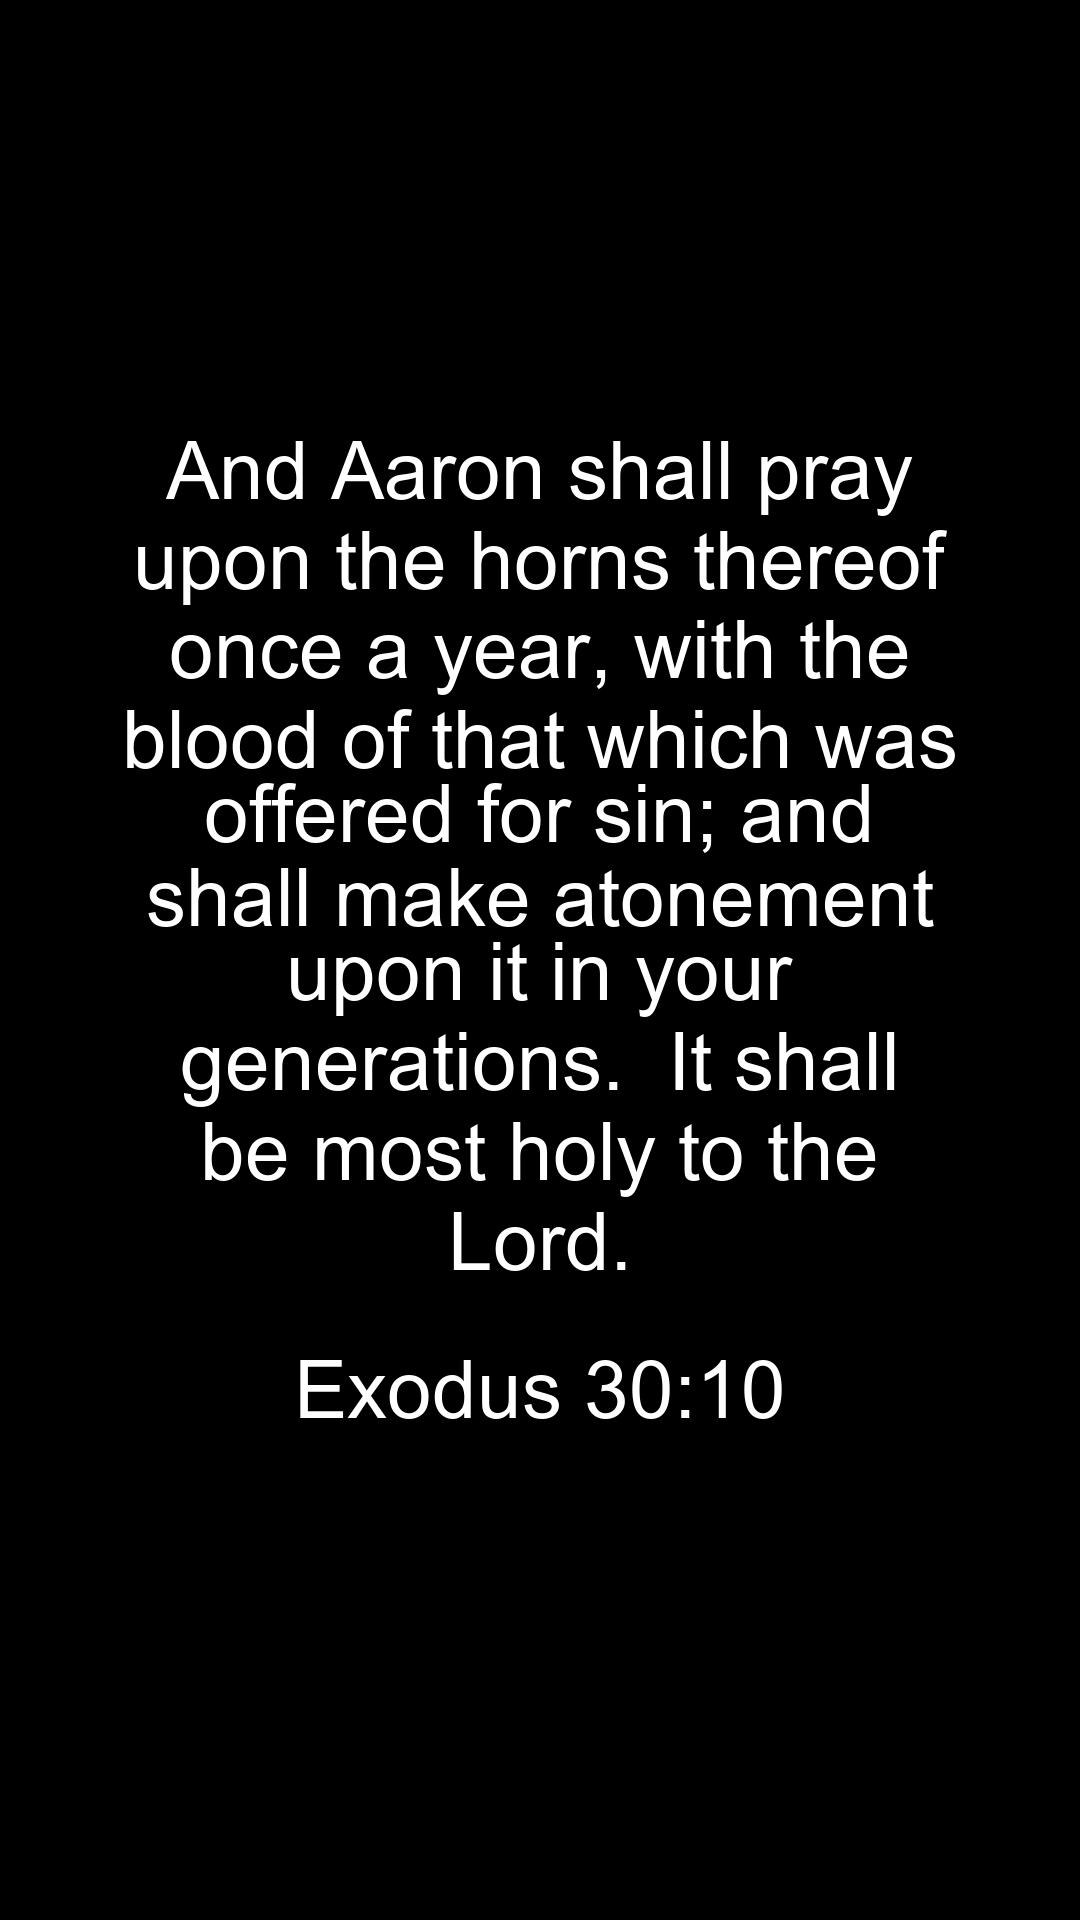 And Aaron shall pray
upon the horns thereof
once a year, with the
blood of that which was
offered for sin; and
shall make atonement
upon it in your
generations.  It shall
be most holy to the
Lord.
Exodus 30:10